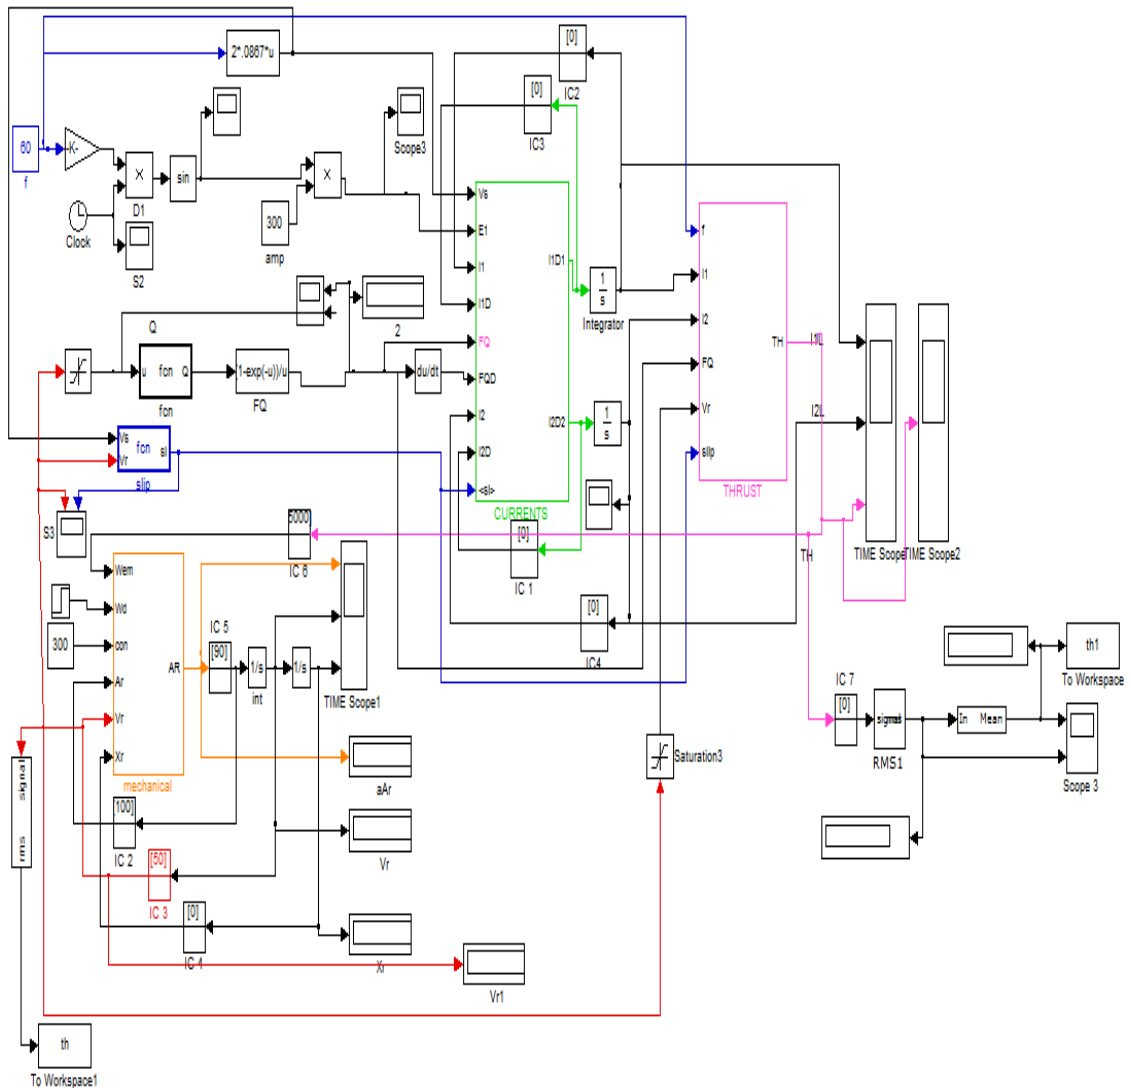 [0]
2*.0867*u
IC2
[0]
IC3
Scope3
60
f
-K-
×
D1
sin
×
Clock
S2
300
amp
Vs
E1
I1
I1D
FQ
FQD
I2
I2D
<sl>
I1D1
I2D2
CURRENTS
1
s
Integrator
1
s
f
I1
I2
FQ
Vr
slip
TH
THRUST
I1L
I2L
TIME Scope
TIME Scope2
Q
2
u
fcn
Q
fcn
(1-exp(-u))/u
FQ
du/dt
Vs
Vr
fcn
sl
slip
S3
5000]
IC 6
[0]
IC 1
TH
[0]
IC4
Wem
Wd
con
Ar
Vr
Xr
AR
mechanical
300
IC 5
[90]
1/s
int
1/s
TIME Scope1
aAr
Vr
Xr
Vr1
[100]
IC 2
[50]
IC 3
[0]
IC 4
signal
rms
th
To Workspace1
Saturation3
IC 7
[0]
RMS1
In
Mean
th1
To Workspace
Scope 3